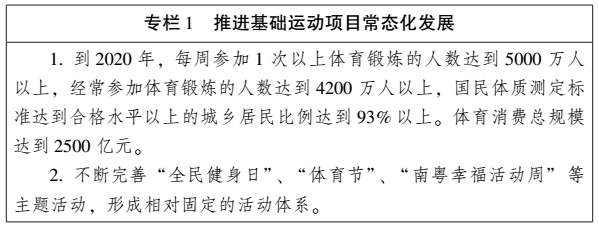 专栏 1 推进基础运动项目常态化发展
1. 到 2020 年，每周参加 1 次以上体育锻炼的人数达到 5000 万人
以上，经常参加体育锻炼的人数达到 4200 万人以上，国民体质测定标
准达到合格水平以上的城乡居民比例达到 93% 以上。体育消费总规模
达到 2500 亿元。
2. 不断完善“全民健身日”、“体育节”、“南粤幸福活动周” 等
主题活动，形成相对固定的活动体系。